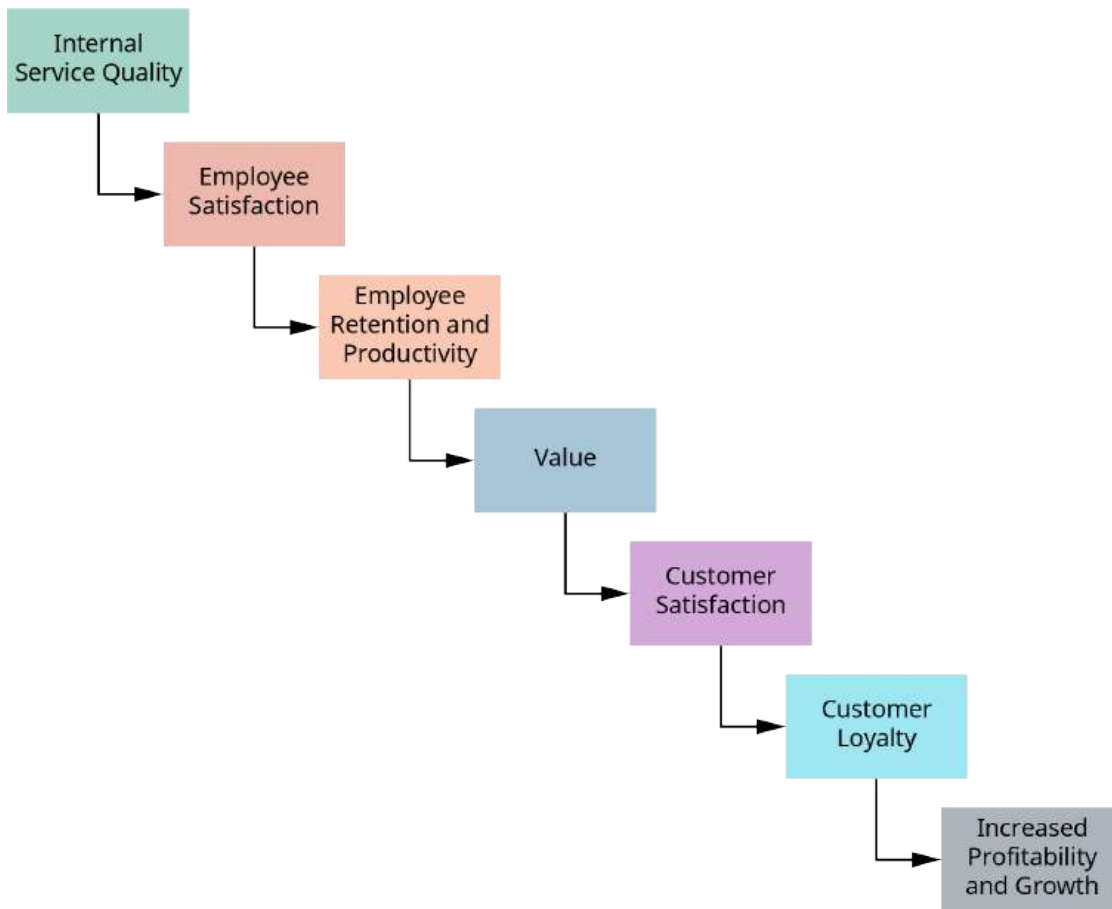 Internal
Service Quality
Employee
Satisfaction
Employee
Retention and
Productivity
Value
Customer
Satisfaction
Customer
Loyalty
Increased
Profitability
and Growth